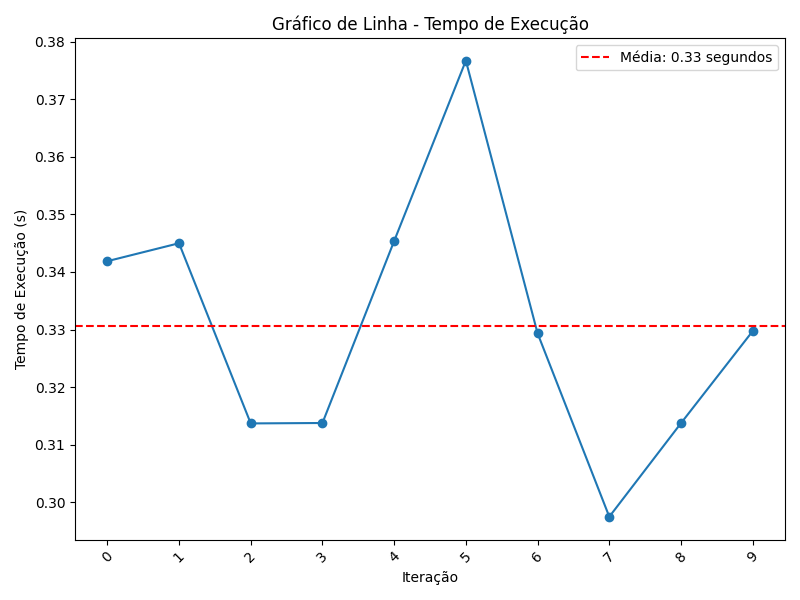 Gráfico de Linha - Tempo de Execução
Média: 0.33 segundos
Tempo de Execução (s)
0.38
0.37
0.36
0.35
0.34
0.33
0.32
0.31
0.30
0 1 2 3 4 5 6 7 8 9
Iteração